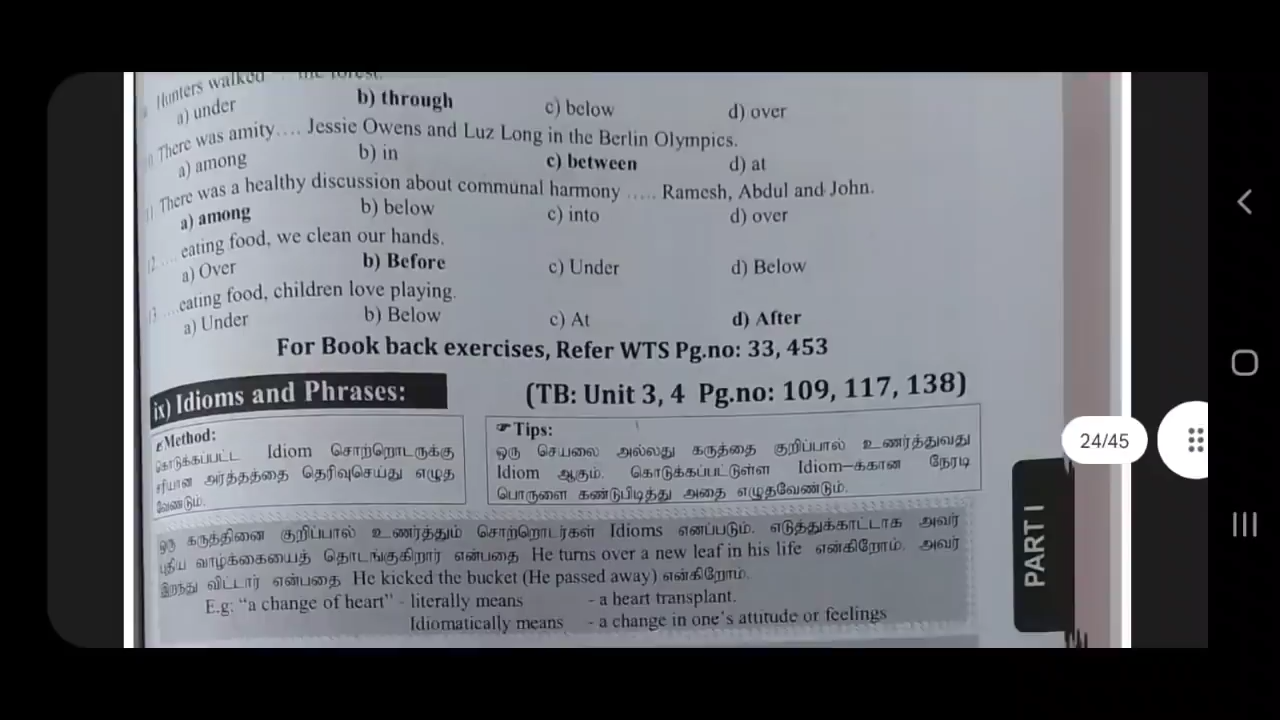 Hunters walked .... the forest.
a) under b) through c) below d) over
There was amity.... Jessie Owens and Luz Long in the Berlin Olympics.
a) among b) in c) between d) at
11. There was a healthy discussion about communal harmony ..... Ramesh, Abdul and John.
a) among b) below c) into d) over
12. .... eating food, we clean our hands.
a) Over b) Before c) Under d) Below
13. ....eating food, children love playing.
a) Under b) Below c) At d) After
For Book back exercises, Refer WTS Pg.no: 33, 453
ix) Idioms and Phrases: (TB: Unit 3, 4 Pg.no: 109, 117, 138)
Method:
கொடுக்கப்பட்ட Idiom சொற்றொடருக்கு
சரியான அர்த்தத்தை தெரிவுசெய்து எழுத
வேண்டும்.
Tips:
ஒரு செயலை அல்லது கருத்தை குறிப்பால் உணர்த்துவது
Idiom ஆகும். கொடுக்கப்பட்டுள்ள Idiom-க்கான நேரடி
பொருளை கண்டுபிடித்து அதை எழுதவேண்டும்.
ஒரு கருத்தினை குறிப்பால் உணர்த்தும் சொற்றொடர்கள் Idioms எனப்படும். எடுத்துக்காட்டாக அவர்
புதிய வாழ்க்கையைத் தொடங்குகிறார் என்பதை He turns over a new leaf in his life என்கிறோம். அவர்
இறந்து விட்டார் என்பதை He kicked the bucket (He passed away) என்கிறோம்.
E.g: “a change of heart” - literally means - a heart transplant.
Idiomatically means - a change in one's attitude or feelings
24/45
PART I